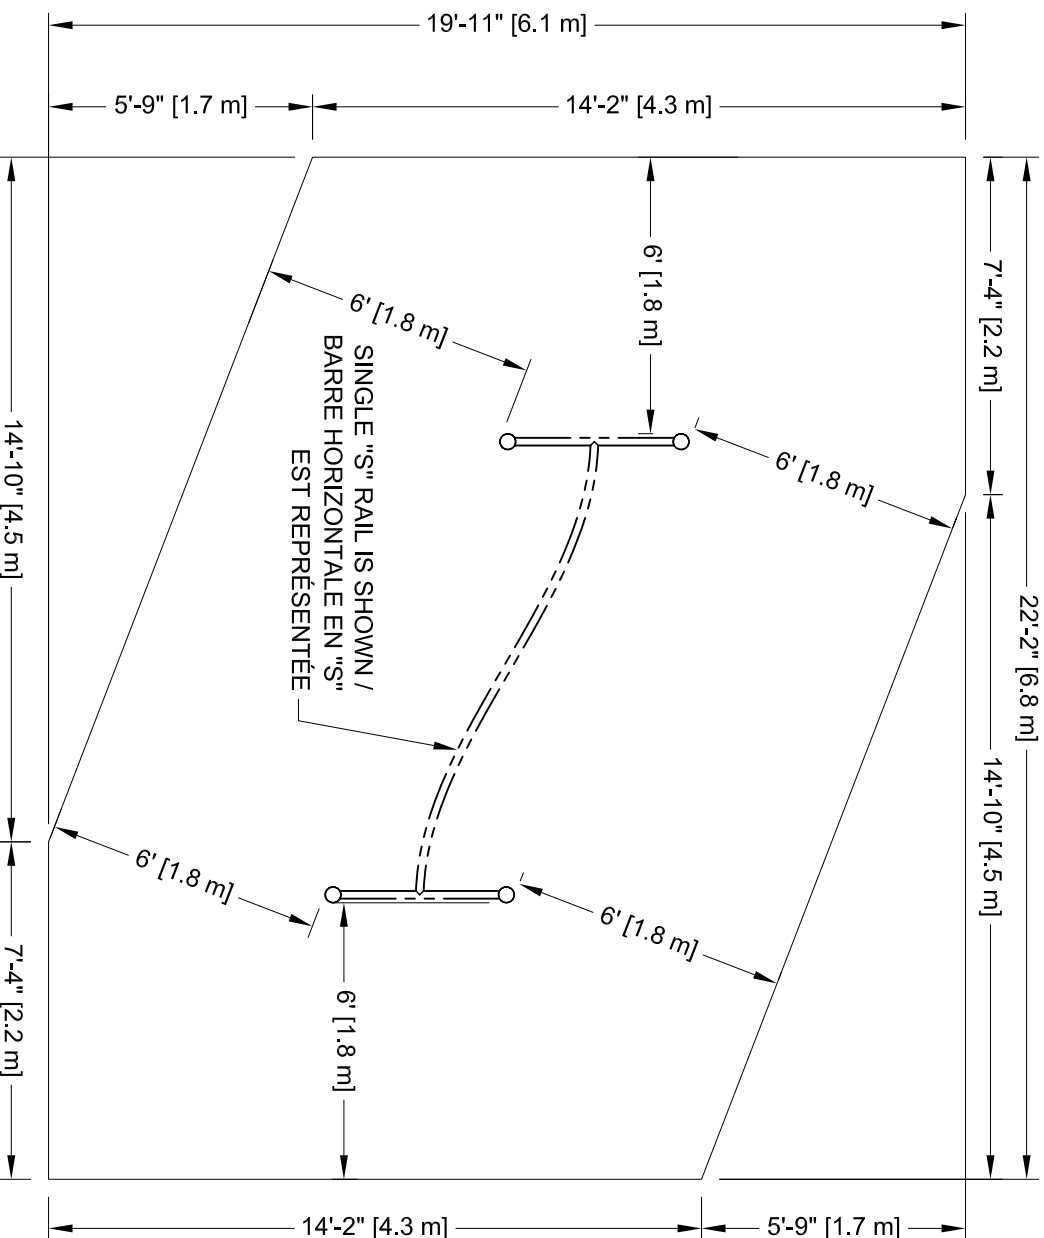 19'-11" [6.1 m]
5'-9" [1.7 m]
14'-2" [4.3 m]
6' [1.8 m]
7'-4" [2.2 m]
22'-2" [6.8 m]
6' [1.8 m]
6' [1.8 m]
SINGLE "S" RAIL IS SHOWN /
BARRE HORIZONTALE EN "S"
EST REPRÉSENTÉE
14'-10" [4.5 m]
14'-10" [4.5 m]
6' [1.8 m]
6' [1.8 m]
6' [1.8 m]
7'-4" [2.2 m]
14'-2" [4.3 m]
5'-9" [1.7 m]